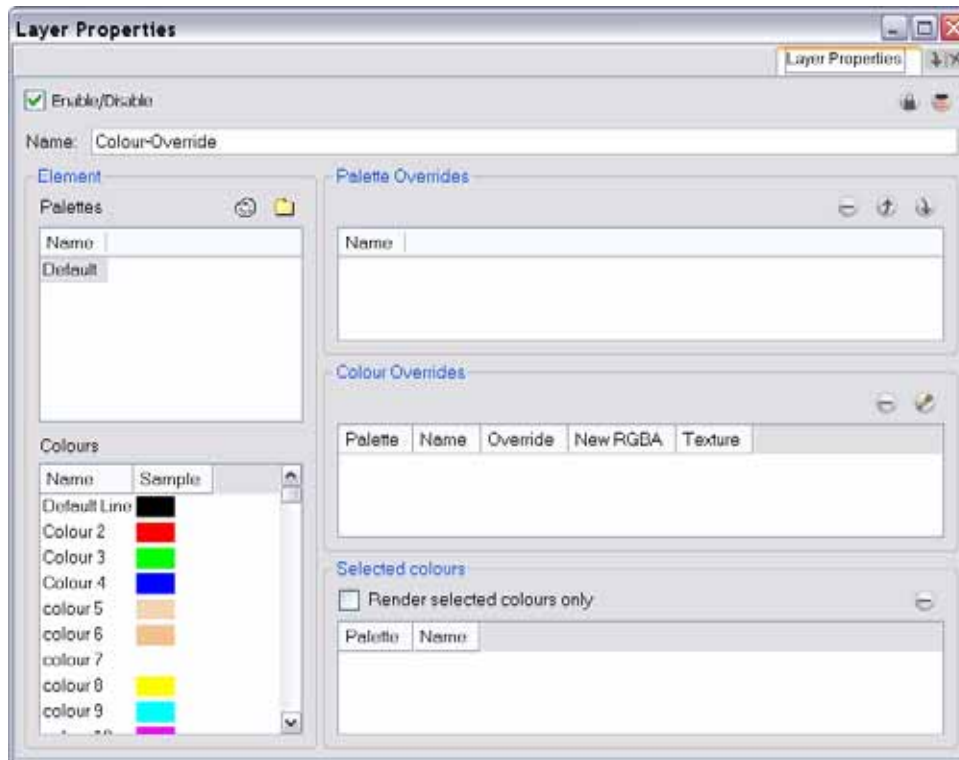 Layer Properties
Layer Properties
Enable/Disable
Name: Colour-Override
Element
Palettes
Name
Default
Colours
Name Sample
Default Line
Colour 2
Colour 3
Colour 4
colour 5
colour 6
colour 7
colour 8
colour 9
Palette Overrides
Name
Colour Overrides
Palette Name Override New RGBA Texture
Selected colours
Render selected colours only
Palette Name